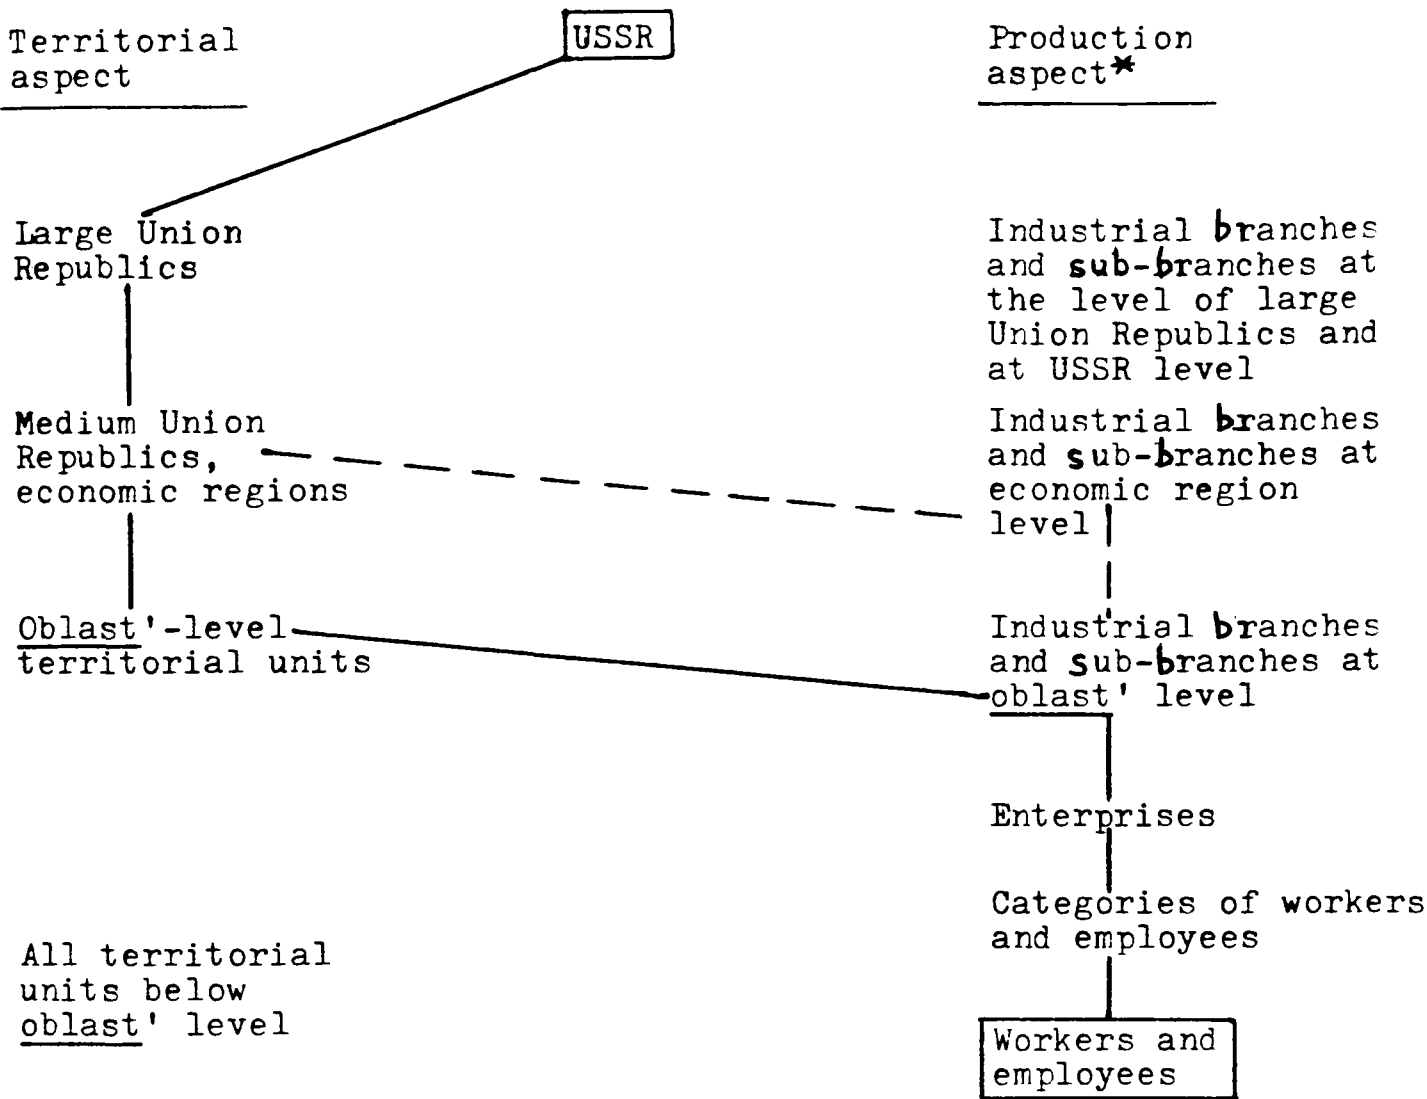 Territorial
aspect
USSR
Production
aspect*
Large Union
Republics
Industrial branches
and sub-branches at
the level of large
Union Republics and
at USSR level
Medium Union
Republics,
economic regions
Industrial branches
and sub-branches at
economic region
level
Oblast'-level
territorial units
Industrial branches
and sub-branches at
oblast' level
Enterprises
Categories of workers
and employees
All territorial
units below
oblast' level
Workers and
employees